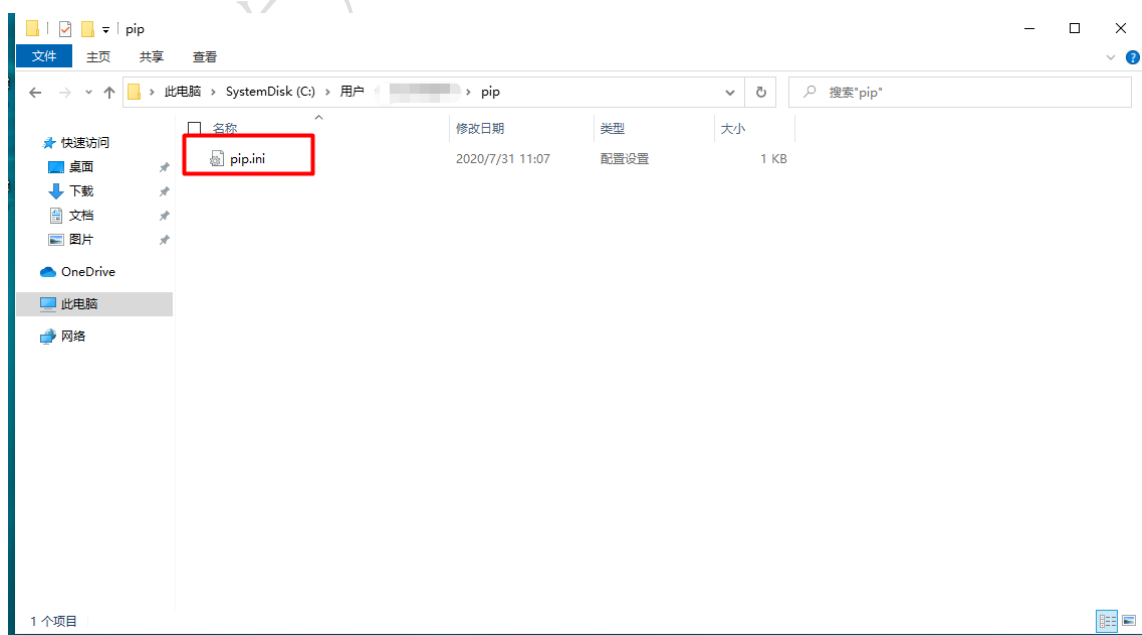 pip
文件 主页 共享 查看
此电脑 › SystemDisk (C:) › 用户 › pip 搜索"pip"
名称 修改日期 类型 大小
pip.ini 2020/7/31 11:07 配置设置 1 KB
快速访问
桌面
下载
文档
图片
OneDrive
此电脑
网络
1 个项目